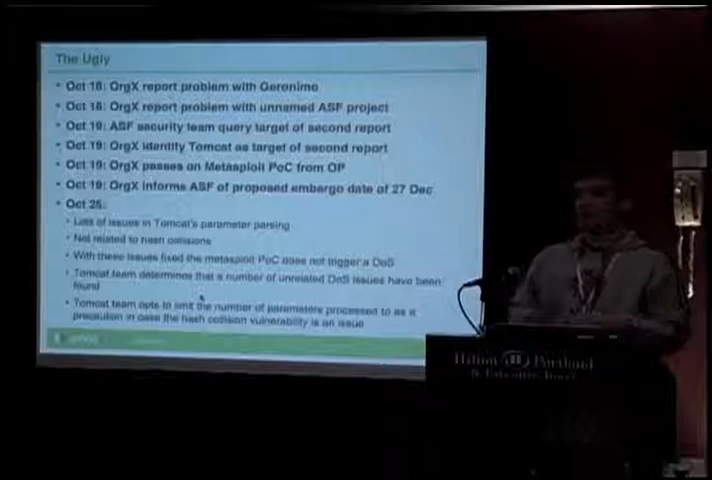 The Ugly
• Oct 18: OrgX report problem with Geronimo
• Oct 18: OrgX report problem with unnamed ASF project
• Oct 19: ASF security team query target of second report
• Oct 19: OrgX identify Tomcat as target of second report
• Oct 19: OrgX passes on Metasploit PoC from OP
• Oct 19: OrgX informs ASF of proposed embargo date of 27 Dec
• Oct 25:
• Lots of issues in Tomcat's parameter parsing
• Not related to hash collisions
• With these issues fixed the metasploit PoC does not trigger a DoS
• Tomcat team determines that a number of unrelated DoS issues have been
found
• Tomcat team opts to limit the number of parameters processed to as a
precaution in case the hash collision vulnerability is an issue
Hilton Portland
& Executive Tower